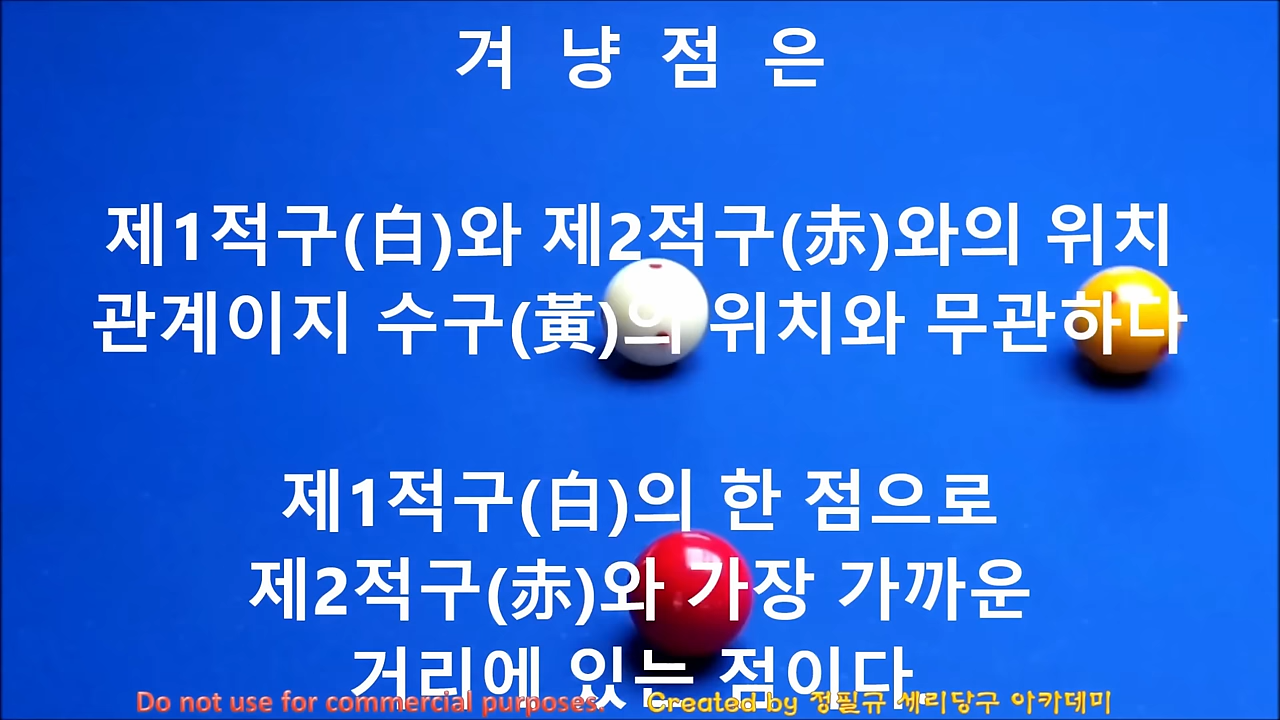 겨 냥 점 은
제1적구(白)와 제2적구(赤)와의 위치
관계이지 수구(黃)의 위치와 무관하다
제1적구(白)의 한 점으로
제2적구(赤)와 가장 가까운
거리에 있는 점이다.
Do not use for commercial purposes. Created by 정필규 세리당구 아카데미